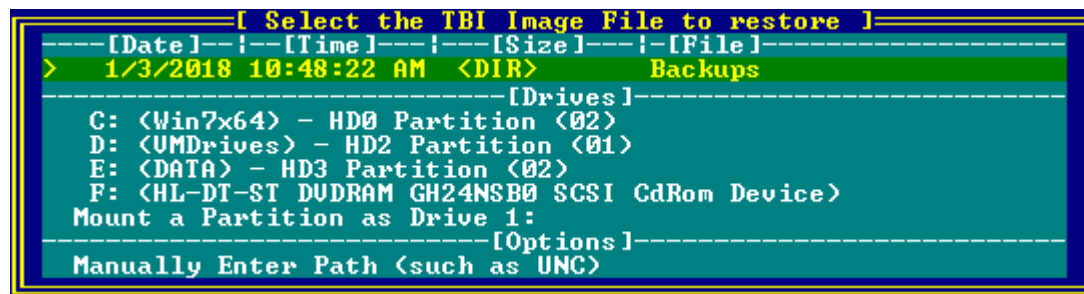 [ Select the TBI Image File to restore ]
----[Date]--¦--[Time]---¦---[Size]---¦-[File]--------------------
> 1/3/2018 10:48:22 AM <DIR> Backups
[Drives]
C: (Win7x64) - HD0 Partition (02)
D: (VMDrives) - HD2 Partition (01)
E: (DATA) - HD3 Partition (02)
F: (HL-DT-ST DVDRAM GH24NSB0 SCSI CdRom Device)
Mount a Partition as Drive 1:
[Options]
Manually Enter Path (such as UNC)